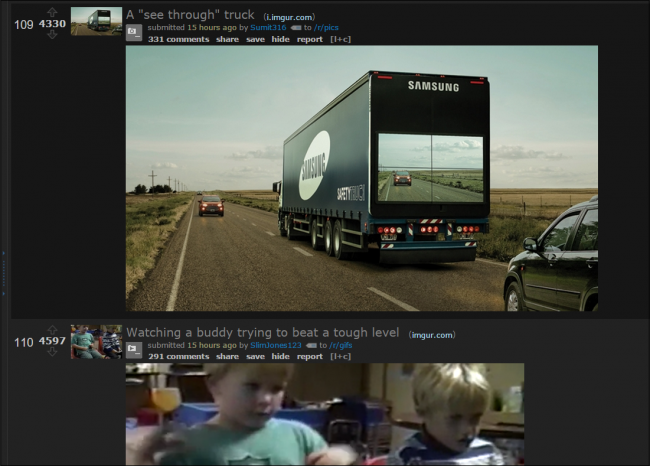 109
4330
A "see through" truck (i.imgur.com)
submitted 15 hours ago by Sumit316 to /r/pics
331 comments share save hide report [l+c]
SAMSUNG
SAMSUNG
SAFETYTRUCK
110
4597
Watching a buddy trying to beat a tough level (imgur.com)
submitted 15 hours ago by SlimJones123 to /r/gifs
291 comments share save hide report [l+c]